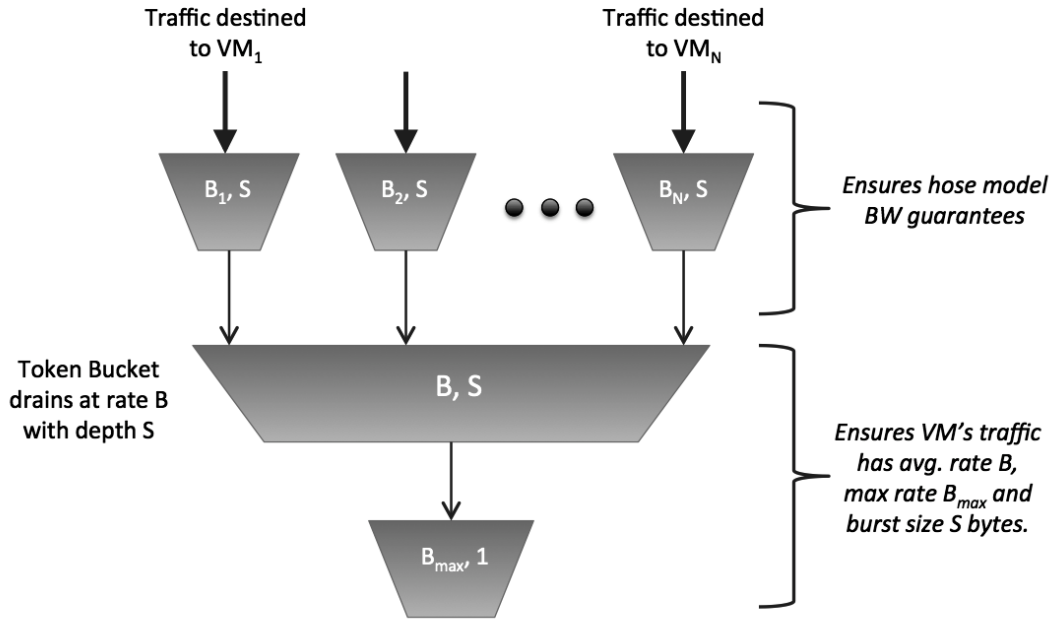 Traffic destined
to VM1
Traffic destined
to VMN
B1, S
B2, S
BN, S
Ensures hose model
BW guarantees
Token Bucket
drains at rate B
with depth S
B, S
Ensures VM's traffic
has avg. rate B,
max rate Bmax and
burst size S bytes.
Bmax, 1